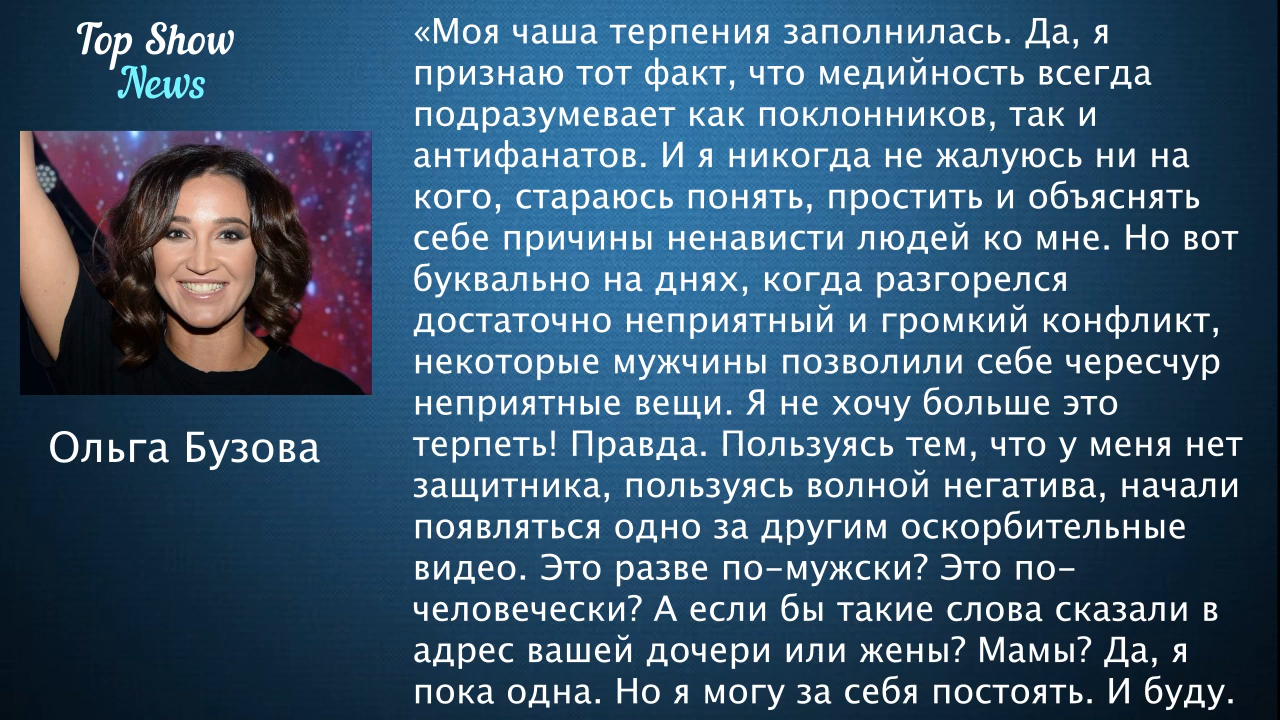 Top Show
News
Ольга Бузова
«Моя чаша терпения заполнилась. Да, я
признаю тот факт, что медийность всегда
подразумевает как поклонников, так и
антифанатов. И я никогда не жалуюсь ни на
кого, стараюсь понять, простить и объяснять
себе причины ненависти людей ко мне. Но вот
буквально на днях, когда разгорелся
достаточно неприятный и громкий конфликт,
некоторые мужчины позволили себе чересчур
неприятные вещи. Я не хочу больше это
терпеть! Правда. Пользуясь тем, что у меня нет
защитника, пользуясь волной негатива, начали
появляться одно за другим оскорбительные
видео. Это разве по-мужски? Это по-
человечески? А если бы такие слова сказали в
адрес вашей дочери или жены? Мамы? Да, я
пока одна. Но я могу за себя постоять. И буду.